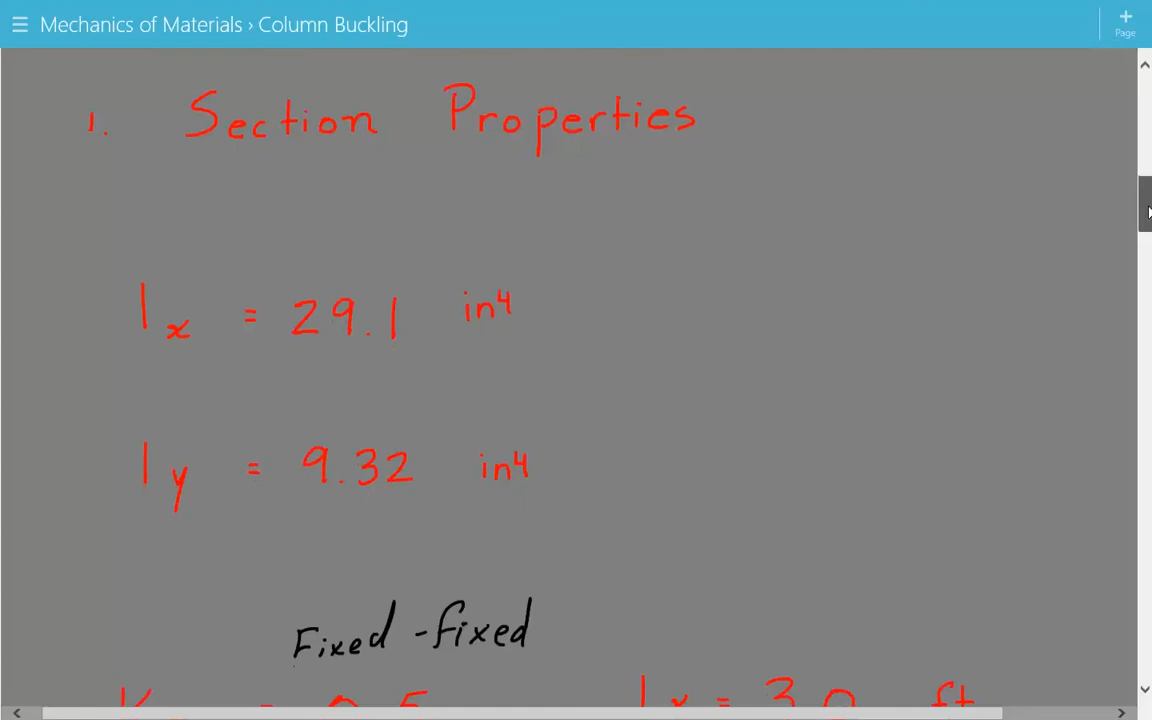 Mechanics of Materials › Column Buckling
Page
1. Section Properties
Ix = 29.1 in4
Iy = 9.32 in4
Fixed-fixed